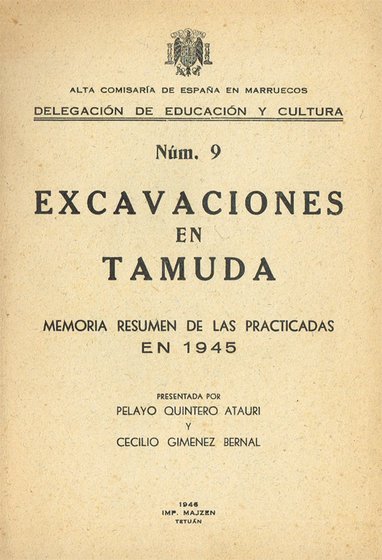 ALTA COMISARÍA DE ESPAÑA EN MARRUECOS
DELEGACIÓN DE EDUCACIÓN Y CULTURA
Núm. 9
EXCAVACIONES
EN
TAMUDA
MEMORIA RESUMEN DE LAS PRACTICADAS
EN 1945
PRESENTADA POR
PELAYO QUINTERO ATAURI
Y
CECILIO GIMENEZ BERNAL
1946
IMP. MAJZEN
TETUÁN